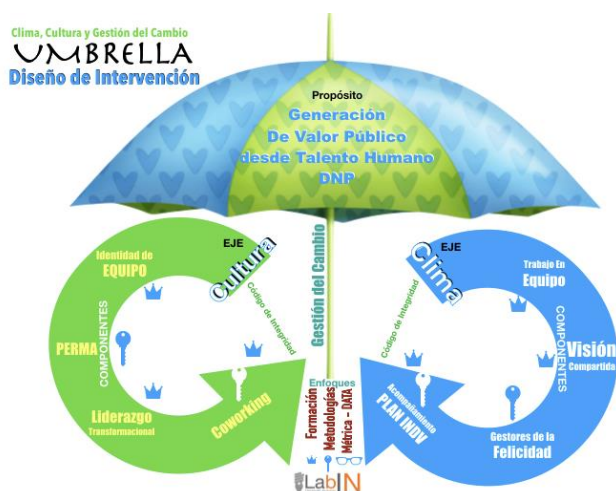 Clima, Cultura y Gestión del Cambio
UMBRELLA
Diseño de Intervención
Propósito
Generación
De Valor Público
desde Talento Humano
DNP
EJE
Cultura
Identidad de
EQUIPO
COMPONENTES
PERMA
Liderazgo
Transformacional
Coworking
Código de Integridad
Gestión del Cambio
EJE
Clima
Código de Integridad
Trabajo En
Equipo
COMPONENTES
Visión
Compartida
Gestores de la
Felicidad
Acompañamiento
PLAN INDV
Enfoques
Formación
Metodologías
Métrica - DATA
LabIN